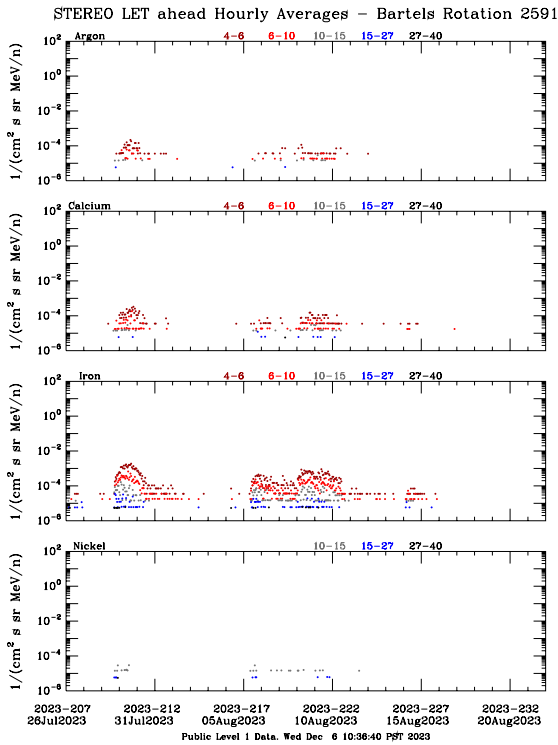 STEREO LET ahead Hourly Averages - Bartels Rotation 2591
Argon 4-6 6-10 10-15 15-27 27-40
10² 10⁰ 10⁻² 10⁻⁴ 10⁻⁶
1/(cm² s sr MeV/n)
Calcium 4-6 6-10 10-15 15-27 27-40
10² 10⁰ 10⁻² 10⁻⁴ 10⁻⁶
1/(cm² s sr MeV/n)
Iron 4-6 6-10 10-15 15-27 27-40
10² 10⁰ 10⁻² 10⁻⁴ 10⁻⁶
1/(cm² s sr MeV/n)
Nickel 10-15 15-27 27-40
10² 10⁰ 10⁻² 10⁻⁴ 10⁻⁶
1/(cm² s sr MeV/n)
2023-207 2023-212 2023-217 2023-222 2023-227 2023-232
26Jul2023 31Jul2023 05Aug2023 10Aug2023 15Aug2023 20Aug2023
Public Level 1 Data. Wed Dec 6 10:36:40 PST 2023